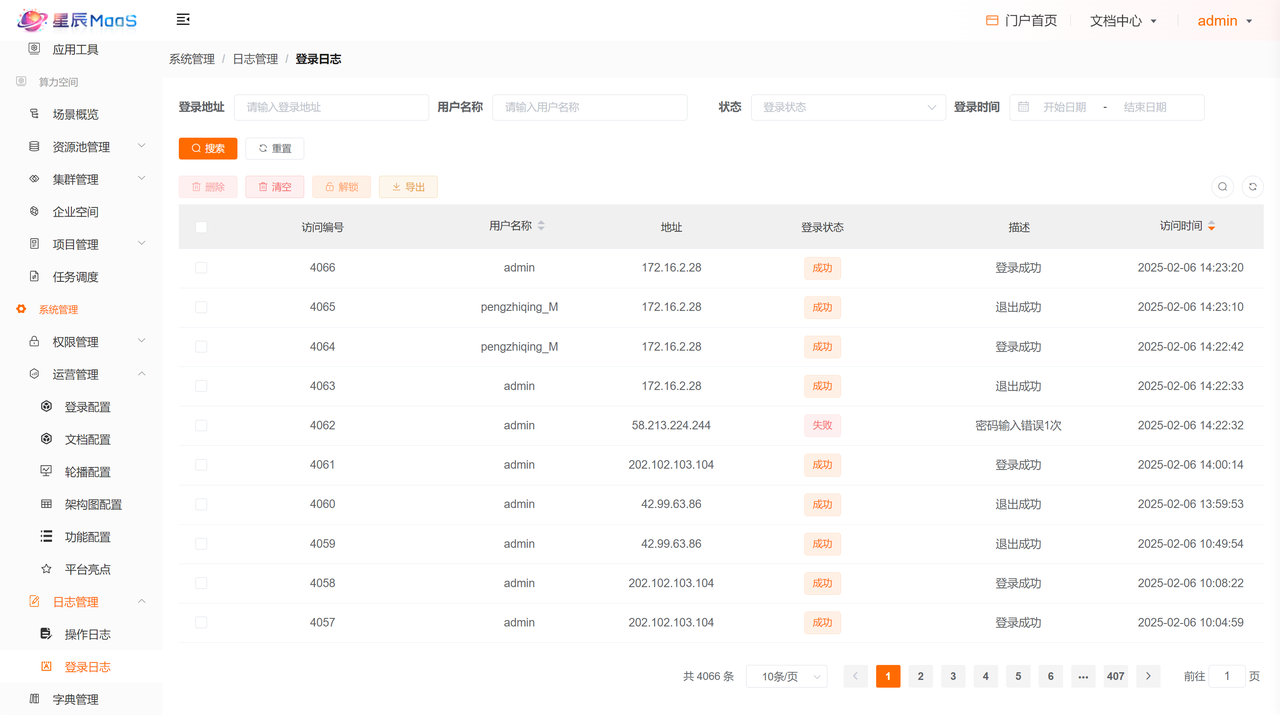 星辰MaaS
门户首页
文档中心
admin
应用工具
算力空间
场景概览
资源池管理
集群管理
企业空间
项目管理
任务调度
系统管理
权限管理
运营管理
登录配置
文档配置
轮播配置
架构图配置
功能配置
平台亮点
日志管理
操作日志
登录日志
字典管理
系统管理 / 日志管理 / 登录日志
登录地址 请输入登录地址 用户名称 请输入用户名称 状态 登录状态 登录时间 开始日期 - 结束日期
搜索 重置
删除 清空 解锁 导出
访问编号 用户名称 地址 登录状态 描述 访问时间
4066 admin 172.16.2.28 成功 登录成功 2025-02-06 14:23:20
4065 pengzhiqing_M 172.16.2.28 成功 退出成功 2025-02-06 14:23:10
4064 pengzhiqing_M 172.16.2.28 成功 登录成功 2025-02-06 14:22:42
4063 admin 172.16.2.28 成功 退出成功 2025-02-06 14:22:33
4062 admin 58.213.224.244 失败 密码输入错误1次 2025-02-06 14:22:32
4061 admin 202.102.103.104 成功 登录成功 2025-02-06 14:00:14
4060 admin 42.99.63.86 成功 退出成功 2025-02-06 13:59:53
4059 admin 42.99.63.86 成功 退出成功 2025-02-06 10:49:54
4058 admin 202.102.103.104 成功 登录成功 2025-02-06 10:08:22
4057 admin 202.102.103.104 成功 登录成功 2025-02-06 10:04:59
共 4066 条 10条/页 1 2 3 4 5 6 ••• 407 前往 1 页